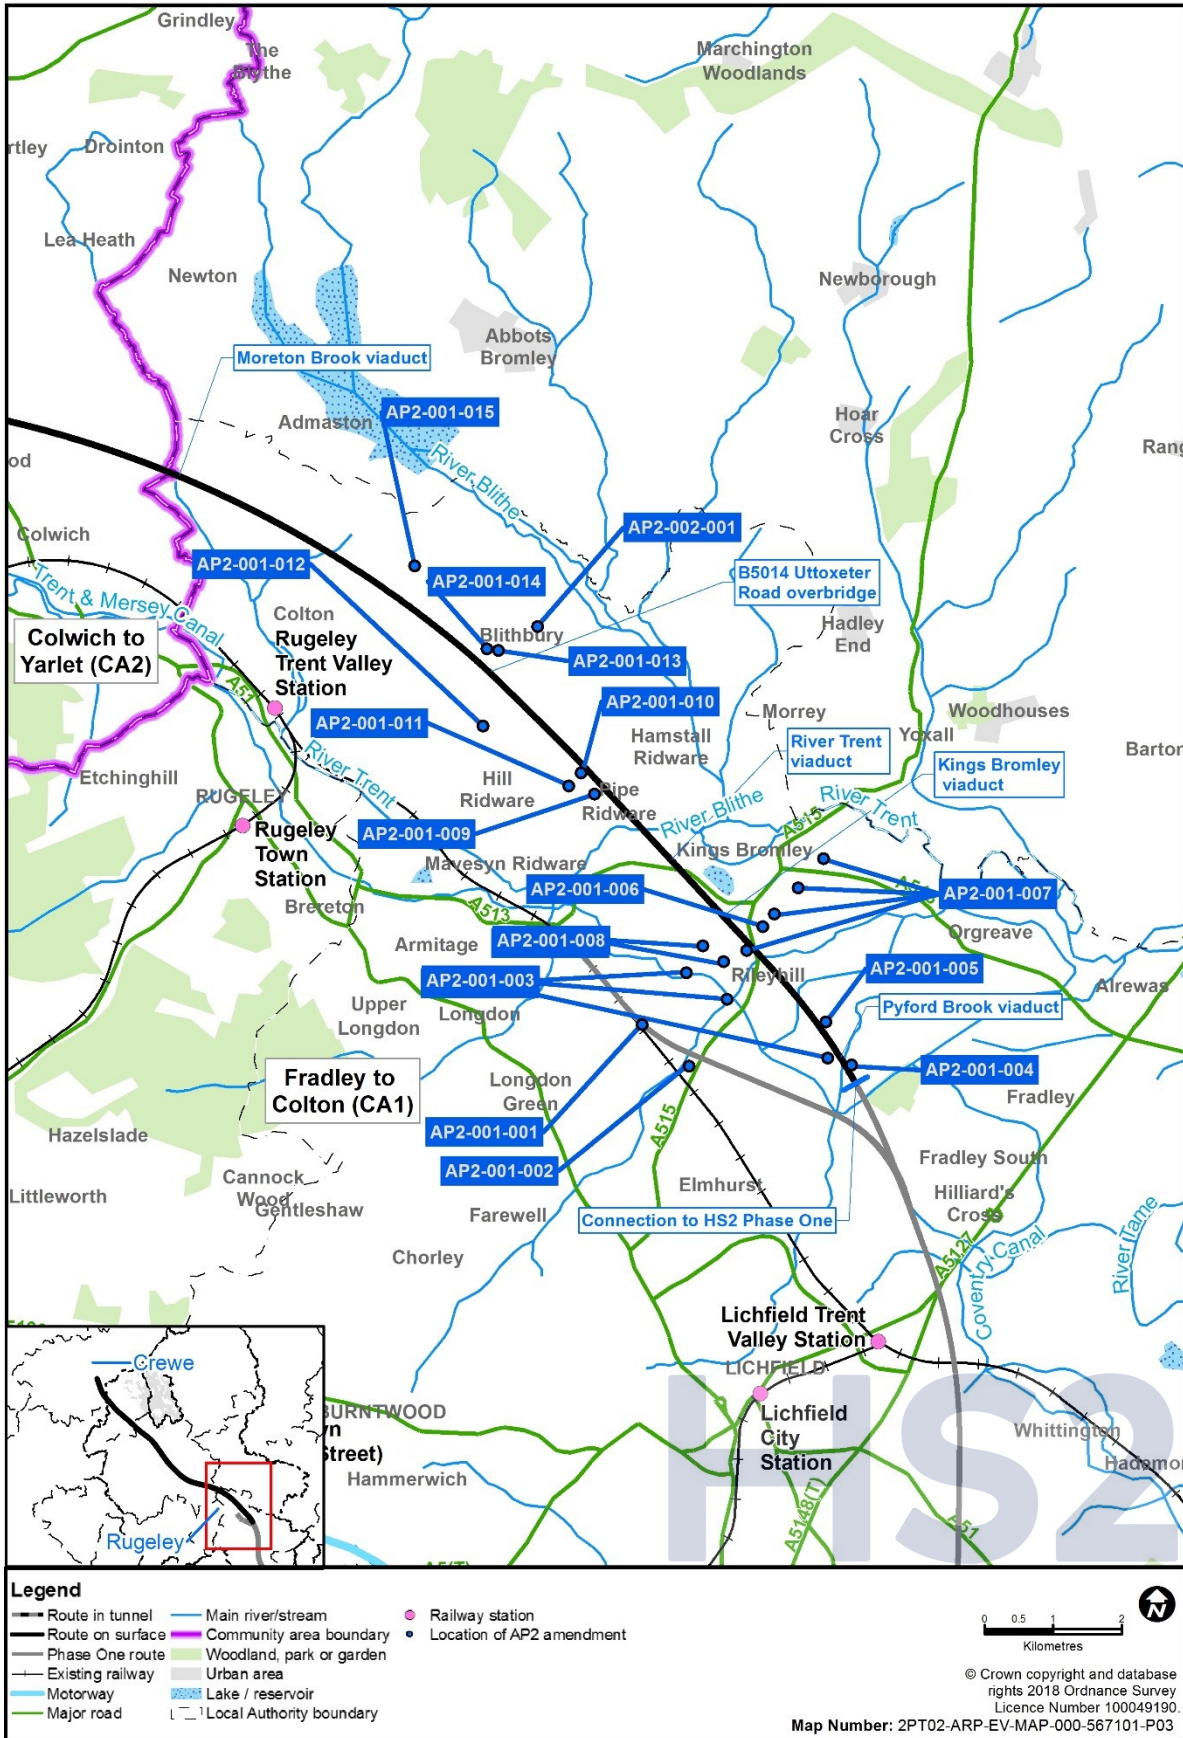 Grindley
The
Blythe
Marchington
Woodlands
rtley
Drointon
Lea Heath
Newton
Newborough
Abbots
Bromley
Moreton Brook viaduct
Admaston
AP2-001-015
Hoar
Cross
Rang
od
River Blithe
Colwich
AP2-002-001
AP2-001-012
AP2-001-014
B5014 Uttoxeter
Road overbridge
Trent & Mersey Canal
Colton
Blithbury
Hadley
End
Colwich to
Yarlet (CA2)
Rugeley
Trent Valley
Station
AP2-001-013
A51
AP2-001-010
AP2-001-011
Morrey
Woodhouses
Hamstall
Ridware
River Trent
viaduct
Yoxall
Barton
Kings Bromley
viaduct
Etchinghill
River Trent
Hill
Ridware
Pipe
Ridware
RUGELEY
River Blithe
River Trent
A515
Rugeley
Town
Station
AP2-001-009
Kings Bromley
Mavesyn Ridware
AP2-001-006
AP2-001-007
Brereton
A513
Armitage
AP2-001-008
Orgreave
Rileyhill
AP2-001-005
AP2-001-003
Alrewas
Upper
Longdon
Longdon
Pyford Brook viaduct
Fradley to
Colton (CA1)
Longdon
Green
AP2-001-004
Fradley
AP2-001-001
A515
Hazelslade
AP2-001-002
Fradley South
Cannock
Wood
Gentleshaw
Littleworth
Elmhurst
Hilliard's
Cross
Farewell
Connection to HS2 Phase One
River Tame
Chorley
A5127
Coventry Canal
Lichfield Trent
Valley Station
LICHFIELD
Crewe
BURNTWOOD
Lichfield
City
Station
Whittington
Street)
Hammerwich
Rugeley
A5148(T)
A51
A5(T)
HS2
Legend
Route in tunnel
Route on surface
Phase One route
Existing railway
Motorway
Major road
Main river/stream
Community area boundary
Woodland, park or garden
Urban area
Lake / reservoir
Local Authority boundary
Railway station
Location of AP2 amendment
N
0 0.5 1 2
Kilometres
© Crown copyright and database
rights 2018 Ordnance Survey
Licence Number 100049190.
Map Number: 2PT02-ARP-EV-MAP-000-567101-P03